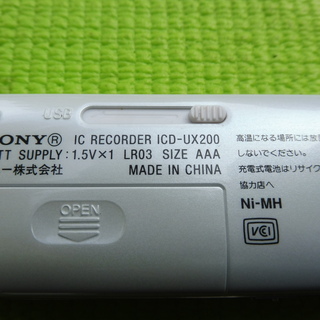 USB
SONY® IC RECORDER ICD-UX200
TT SUPPLY: 1.5V×1 LR03 SIZE AAA
ー株式会社 MADE IN CHINA
OPEN
高温になる場所には放
しないでください。
充電式電池はリサイク
協力店へ
Ni-MH
VCCI